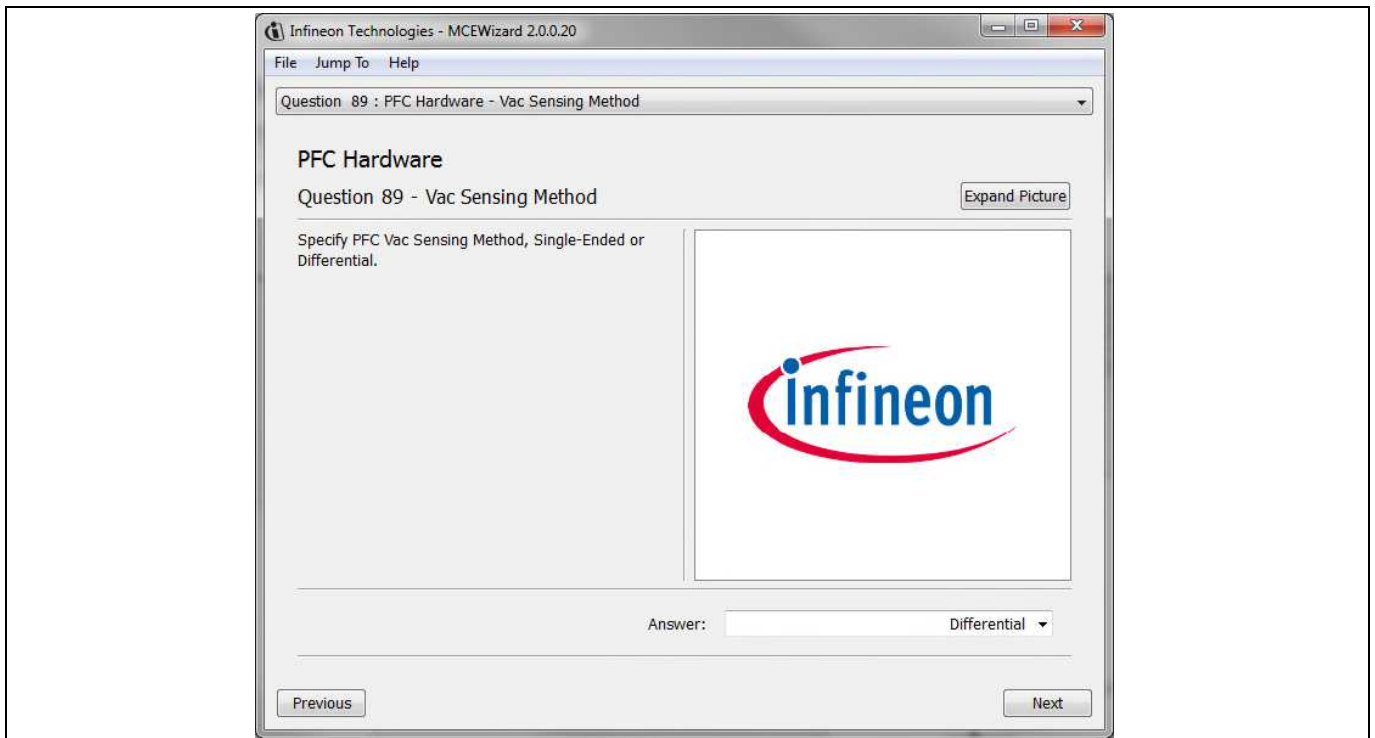 Infineon Technologies - MCEWizard 2.0.0.20
File Jump To Help
Question 89 : PFC Hardware - Vac Sensing Method
PFC Hardware
Question 89 - Vac Sensing Method
Expand Picture
Specify PFC Vac Sensing Method, Single-Ended or
Differential.
infineon
Answer: Differential
Previous Next